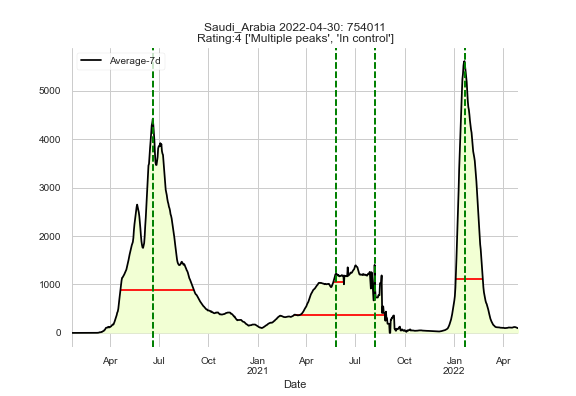 Saudi_Arabia 2022-04-30: 754011
Rating:4 ['Multiple peaks', 'In control']
Average-7d
5000
4000
3000
2000
1000
0
Apr Jul Oct Jan Apr Jul Oct Jan Apr
2021 2022
Date